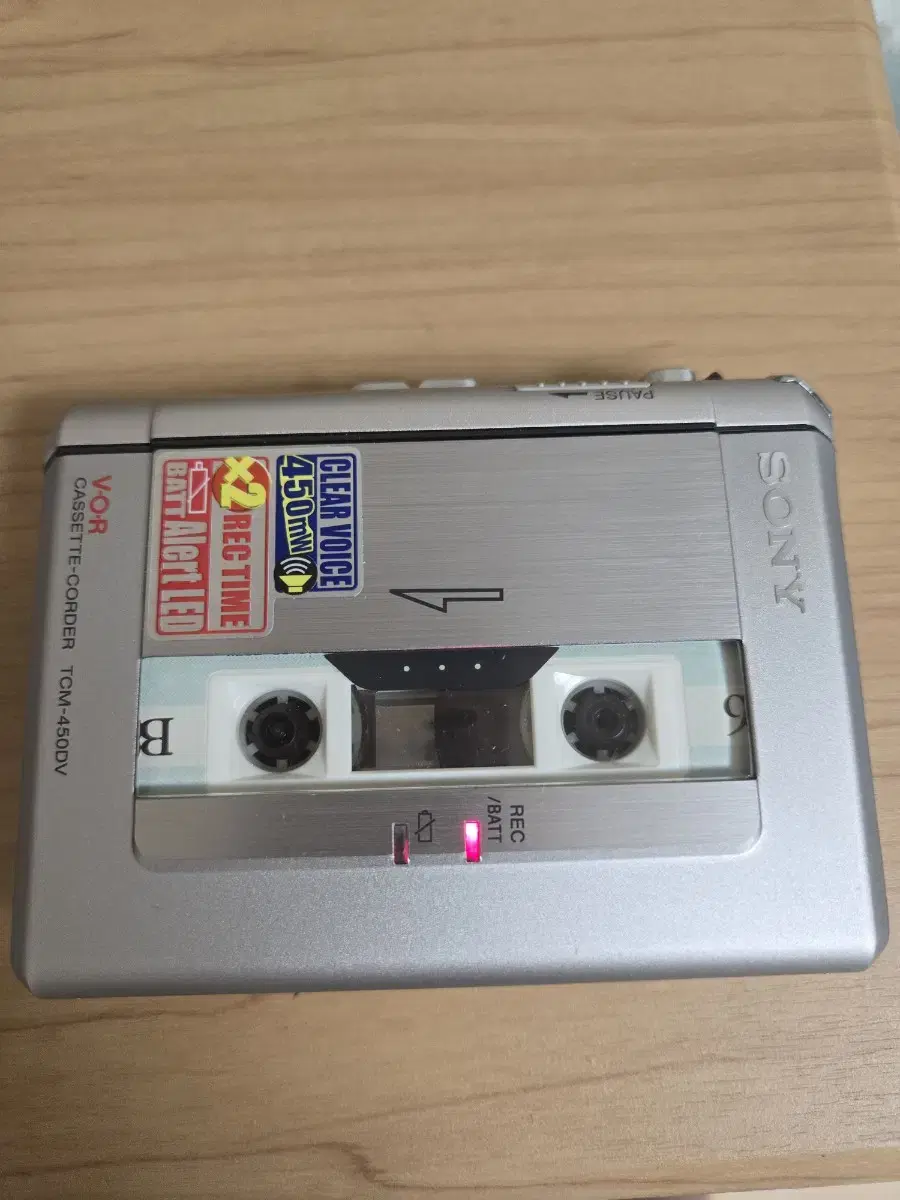 PAUSE
SONY
CLEAR VOICE
450mW
x2 REC TIME
BATT Alert LED
V·O·R
CASSETTE-CORDER TCM-450DV
B
REC
/BATT